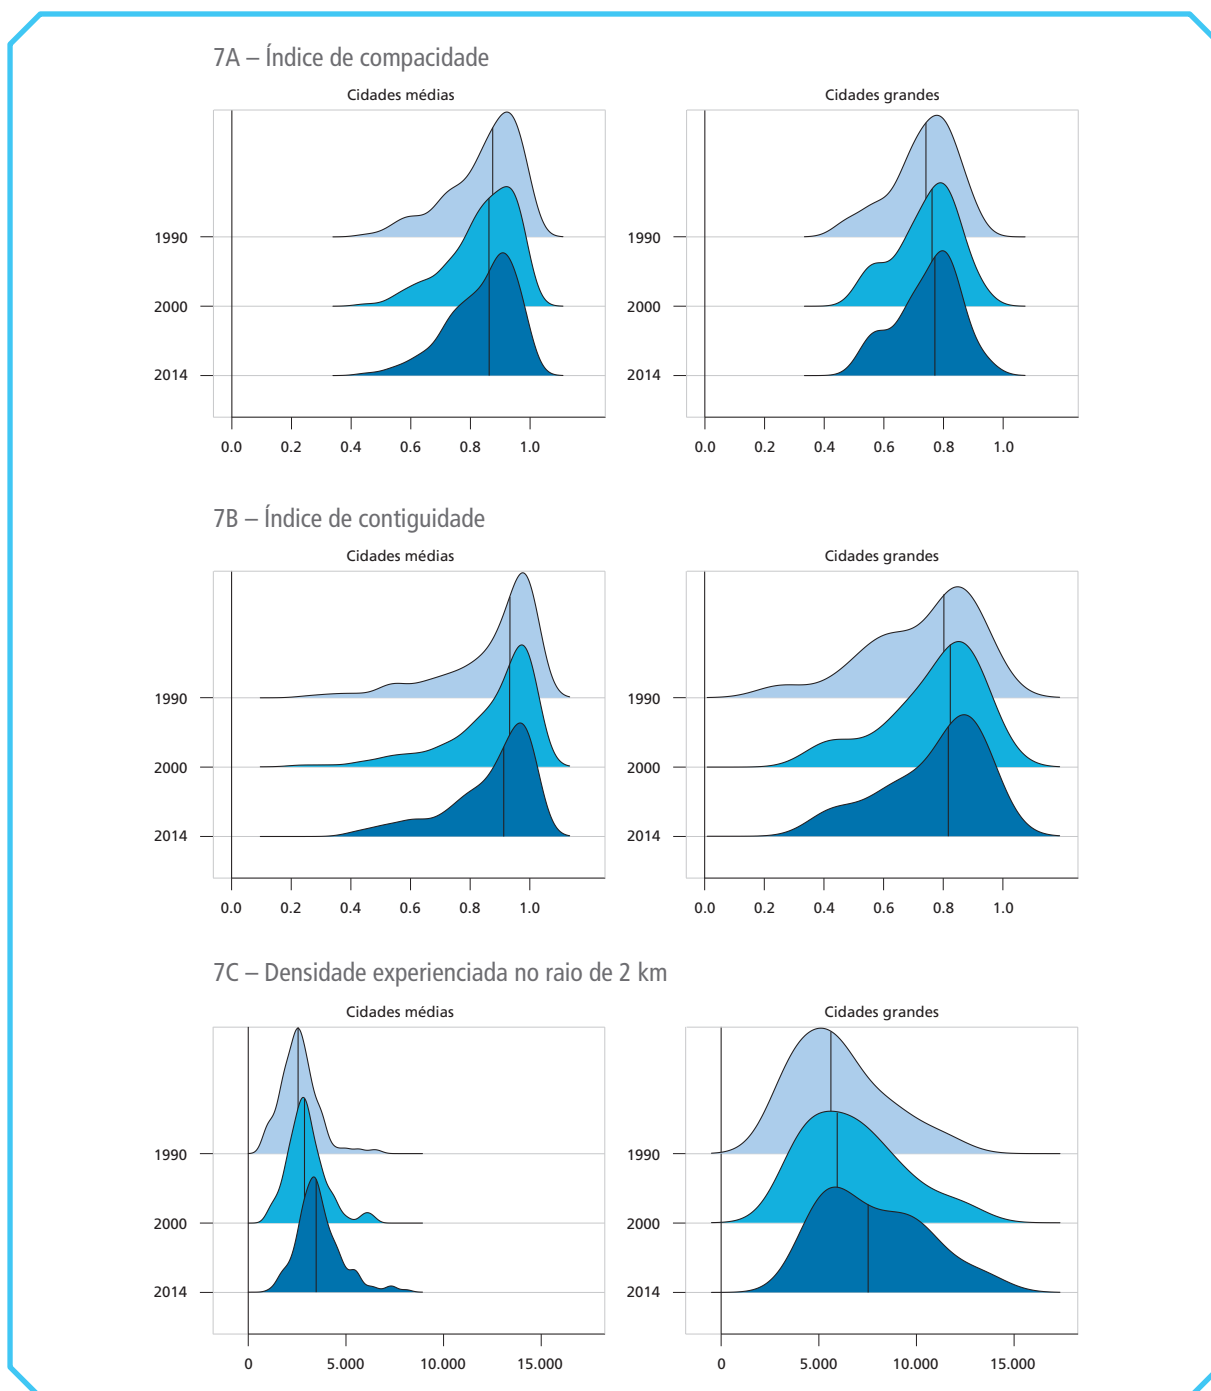 7A – Índice de compacidade
Cidades médias
Cidades grandes
1990
2000
2014
1990
2000
2014
0.0 0.2 0.4 0.6 0.8 1.0
0.0 0.2 0.4 0.6 0.8 1.0
7B – Índice de contiguidade
Cidades médias
Cidades grandes
1990
2000
2014
1990
2000
2014
0.0 0.2 0.4 0.6 0.8 1.0
0.0 0.2 0.4 0.6 0.8 1.0
7C – Densidade experienciada no raio de 2 km
Cidades médias
Cidades grandes
1990
2000
2014
1990
2000
2014
0 5.000 10.000 15.000
0 5.000 10.000 15.000